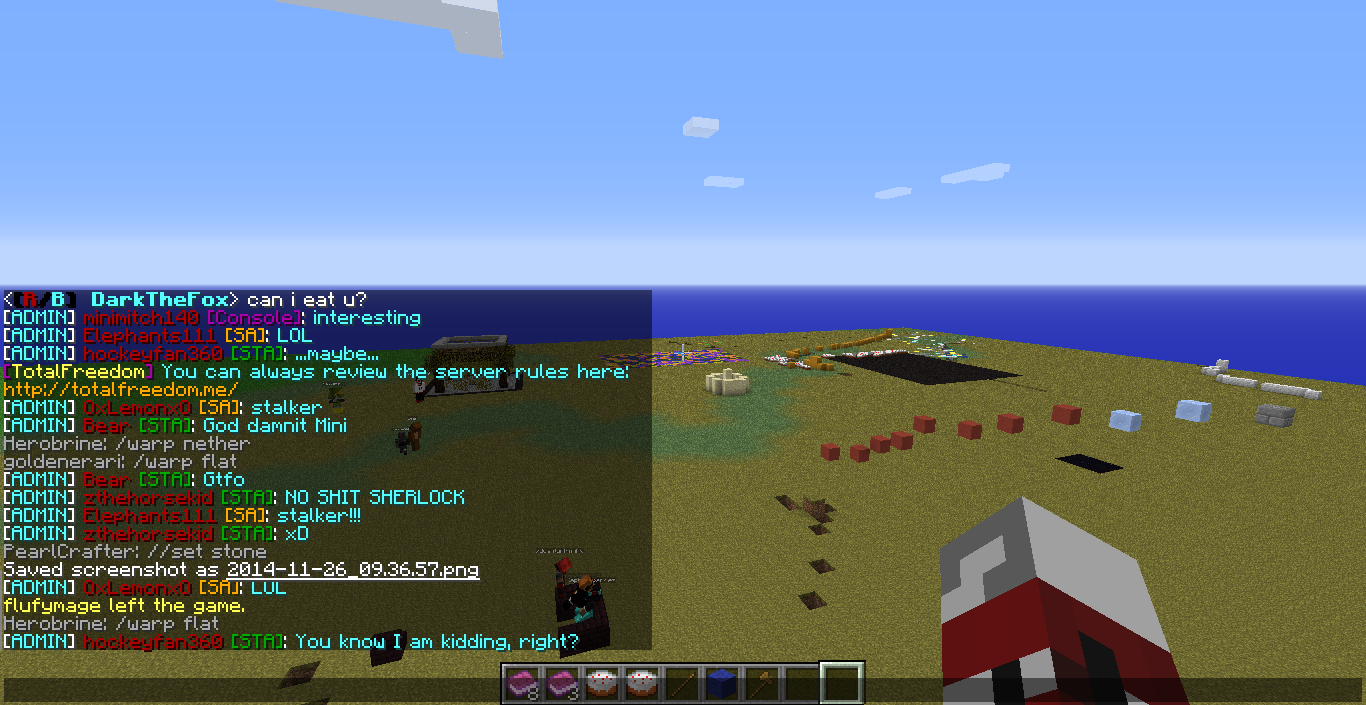 <[A/B] DarkTheFox> can i eat u?
[ADMIN] minimitch140 [Console]: interesting
[ADMIN] Elephants111 [SA]: LOL
[ADMIN] hockeyfan360 [STA]: ...maybe...
[TotalFreedom] You can always review the server rules here:
http://totalfreedom.me/
[ADMIN] 0xLemonx0 [SA]: stalker
[ADMIN] Bear [STA]: God damnit Mini
Herobrine: /warp nether
goldenerari: /warp flat
[ADMIN] Bear [STA]: Gtfo
[ADMIN] zthehorsekid [STA]: NO SHIT SHERLOCK
[ADMIN] Elephants111 [SA]: stalker!!!
[ADMIN] zthehorsekid [STA]: xD
PearlCrafter: //set stone
Saved screenshot as 2014-11-26_09.36.57.png
[ADMIN] 0xLemonx0 [SA]: LUL
flufymage left the game.
Herobrine: /warp flat
[ADMIN] hockeyfan360 [STA]: You know I am kidding, right?
8
3